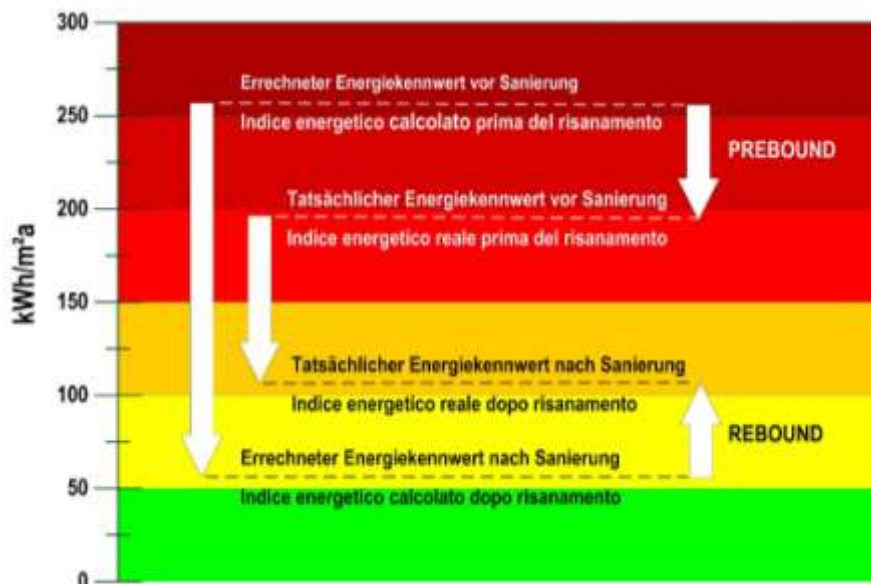 300
Errechneter Energiekennwert vor Sanierung
250
Indice energetico calcolato prima del risanamento
PREBOUND
Tatsächlicher Energiekennwert vor Sanierung
200
Indice energetico reale prima del risanamento
kWh/m²a
150
Tatsächlicher Energiekennwert nach Sanierung
100
Indice energetico reale dopo risanamento
REBOUND
Errechneter Energiekennwert nach Sanierung
50
Indice energetico calcolato dopo risanamento
0